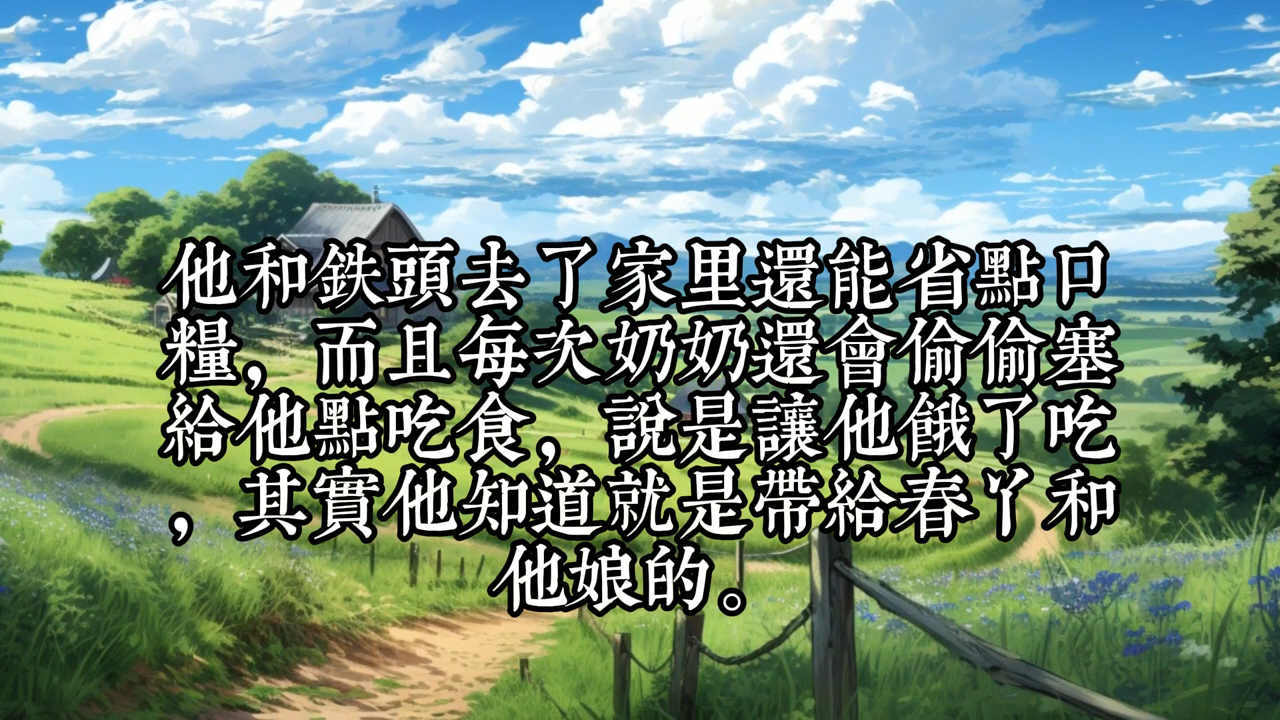 他和鉄頭去了家里還能省點口
糧，而且每次奶奶還會偷偷塞
給他點吃食，說是讓他餓了吃
，其實他知道就是帶給春丫和
他娘的。